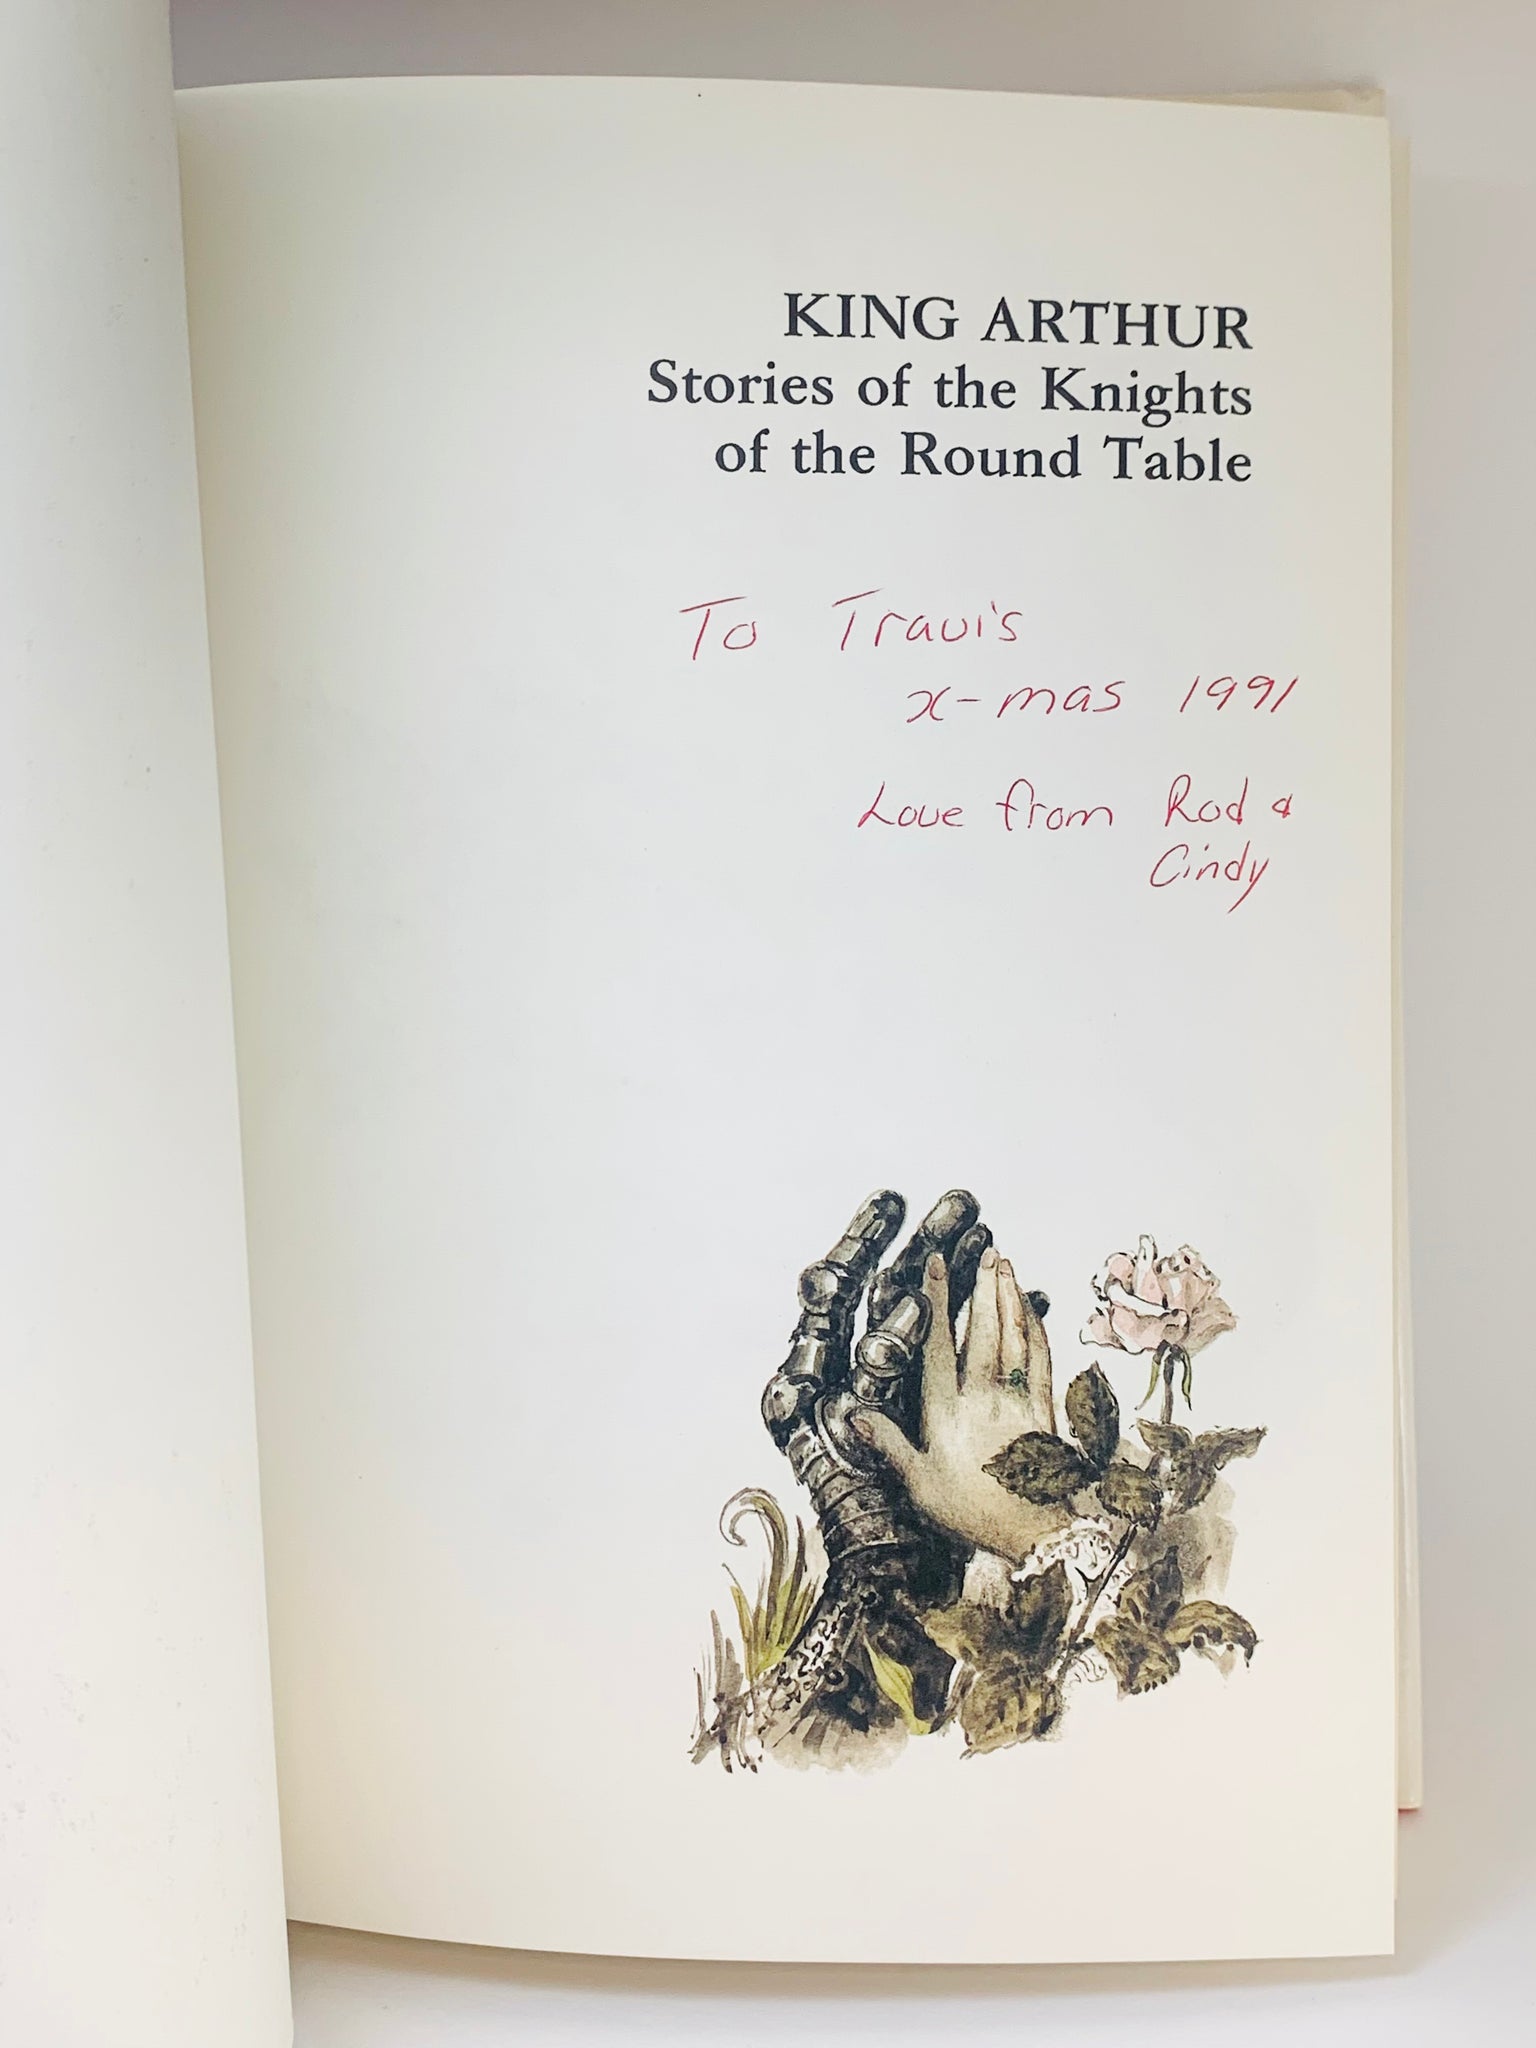 KING ARTHUR
Stories of the Knights
of the Round Table
To Travis
x-mas 1991
Love from Rod &
Cindy